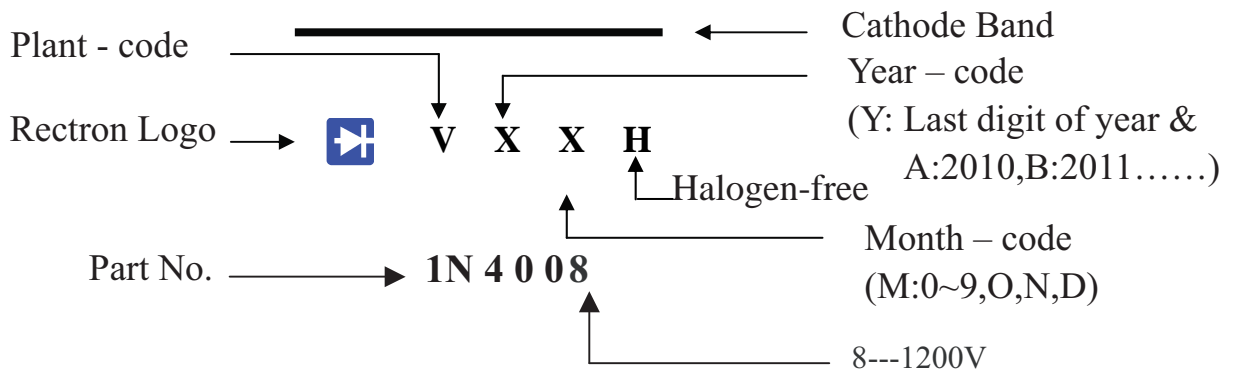 Cathode Band
Plant - code
Year – code
(Y: Last digit of year &
A:2010,B:2011……)
Rectron Logo
V X X H
Halogen-free
Month – code
(M:0~9,O,N,D)
Part No.
1N 4 0 0 8
8---1200V